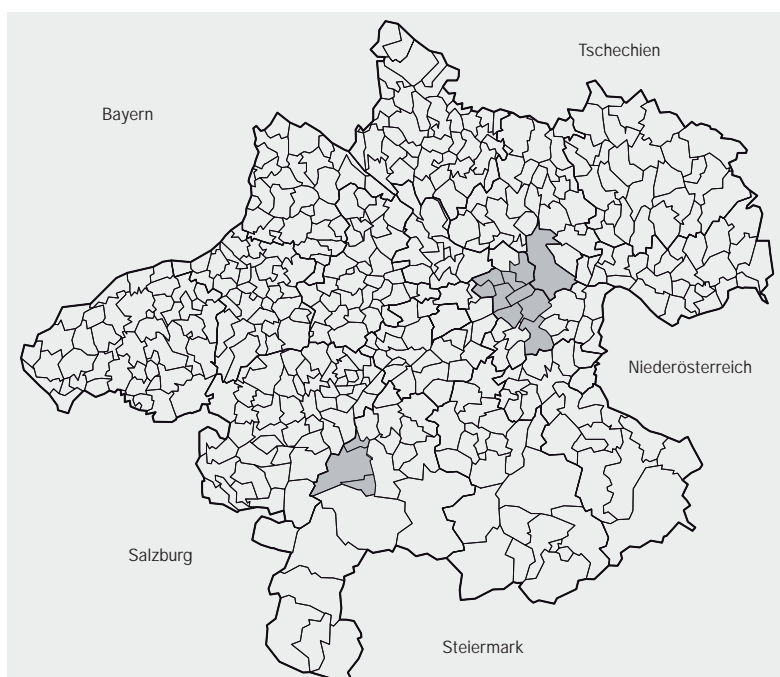 Tschechien
Bayern
Niederösterreich
Salzburg
Steiermark